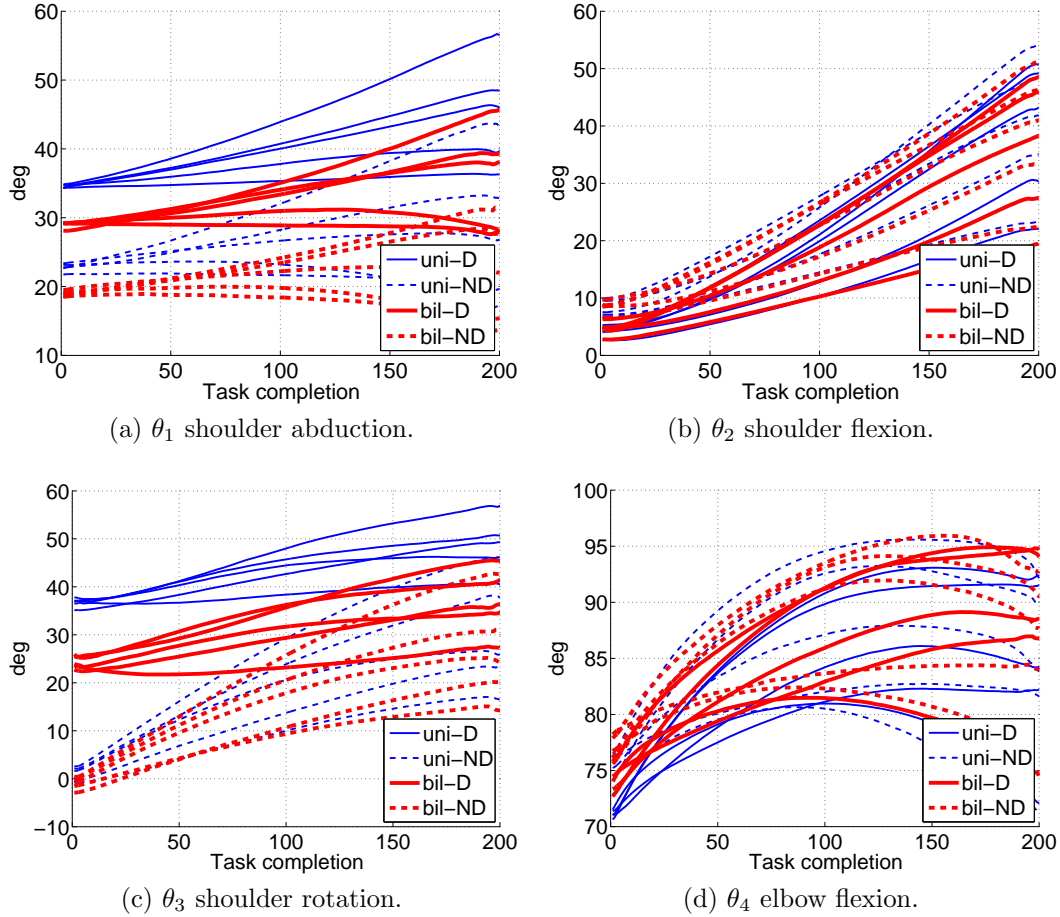 60
50
40
30
20
10
deg
0 50 100 150 200
Task completion
uni−D
uni−ND
bil−D
bil−ND
(a) θ1 shoulder abduction.
60
50
40
30
20
10
0
deg
0 50 100 150 200
Task completion
uni−D
uni−ND
bil−D
bil−ND
(b) θ2 shoulder flexion.
60
50
40
30
20
10
0
−10
deg
0 50 100 150 200
Task completion
uni−D
uni−ND
bil−D
bil−ND
(c) θ3 shoulder rotation.
100
95
90
85
80
75
70
deg
0 50 100 150 200
Task completion
uni−D
uni−ND
bil−D
bil−ND
(d) θ4 elbow flexion.